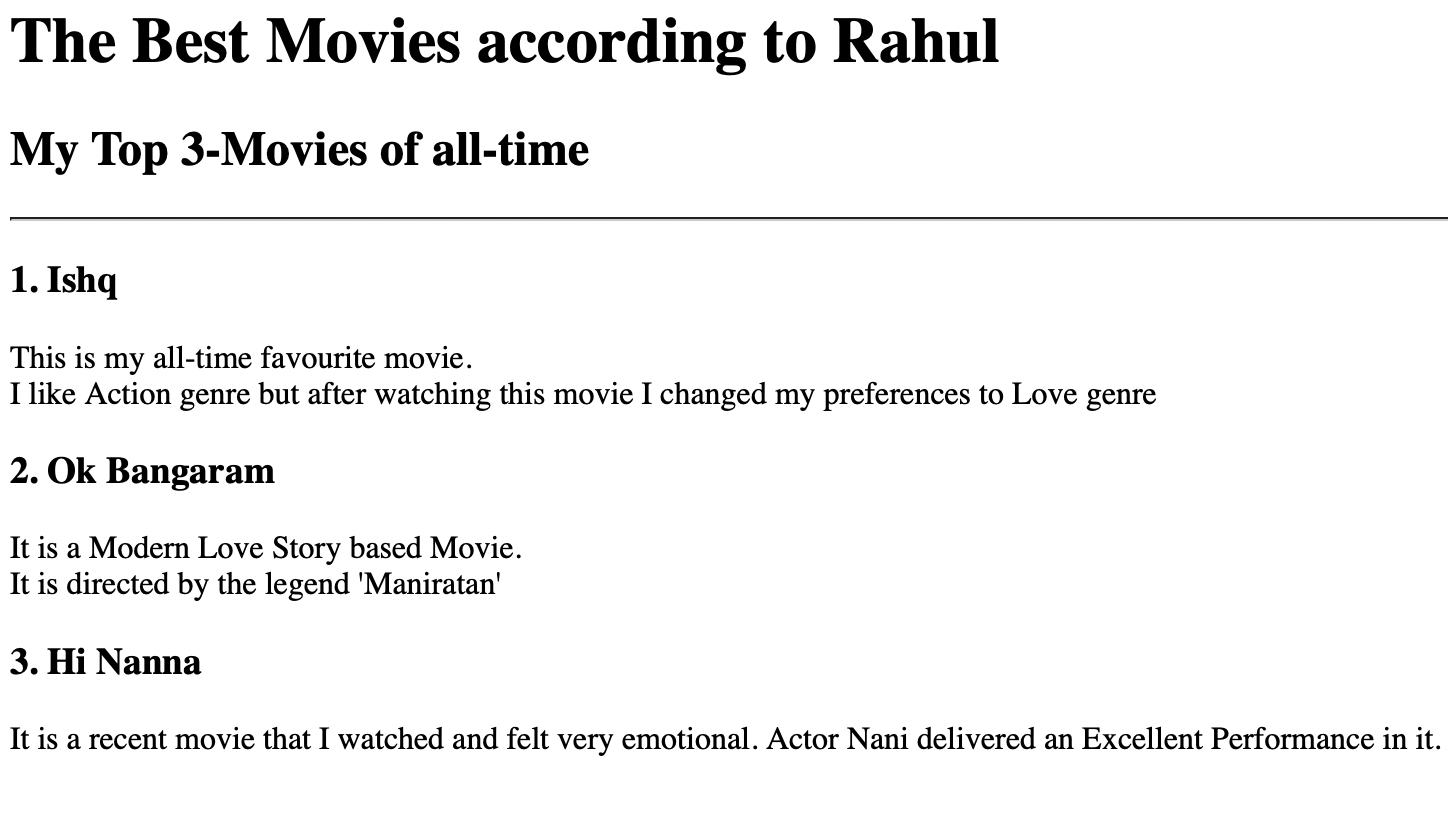 The Best Movies according to Rahul
My Top 3-Movies of all-time
1. Ishq
This is my all-time favourite movie.
I like Action genre but after watching this movie I changed my preferences to Love genre
2. Ok Bangaram
It is a Modern Love Story based Movie.
It is directed by the legend 'Maniratan'
3. Hi Nanna
It is a recent movie that I watched and felt very emotional. Actor Nani delivered an Excellent Performance in it.